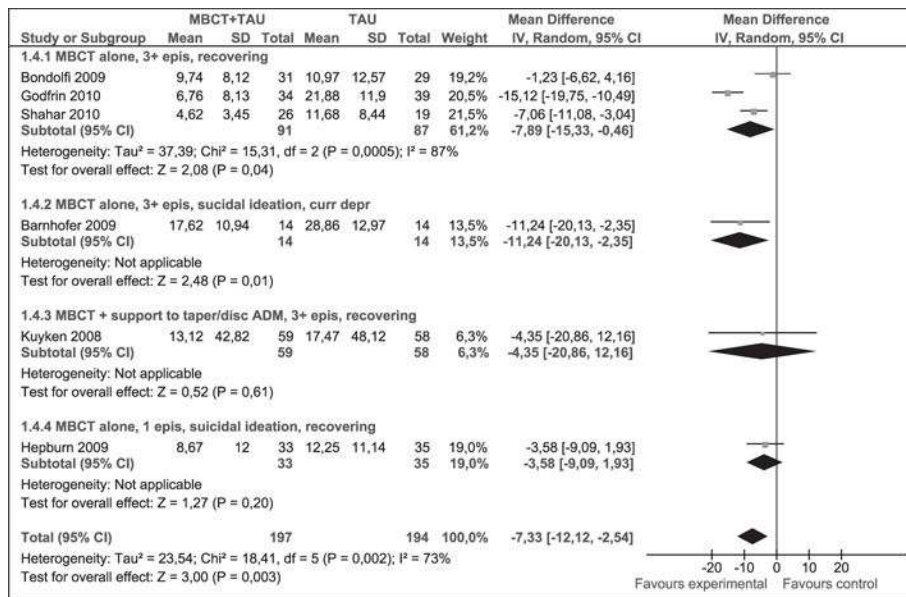 MBCT+TAU TAU Mean Difference Mean Difference
Study or Subgroup Mean SD Total Mean SD Total Weight IV, Random, 95% CI IV, Random, 95% CI
1.4.1 MBCT alone, 3+ epis, recovering
Bondolfi 2009 9,74 8,12 31 10,97 12,57 29 19,2% -1,23 [-6,62, 4,16]
Godfrin 2010 6,76 8,13 34 21,88 11,9 39 20,5% -15,12 [-19,75, -10,49]
Shahar 2010 4,62 3,45 26 11,68 8,44 19 21,5% -7,06 [-11,08, -3,04]
Subtotal (95% CI) 91 87 61,2% -7,89 [-15,33, -0,46]
Heterogeneity: Tau² = 37,39; Chi² = 15,31, df = 2 (P = 0,0005); I² = 87%
Test for overall effect: Z = 2,08 (P = 0,04)
1.4.2 MBCT alone, 3+ epis, sucidal ideation, curr depr
Barnhofer 2009 17,62 10,94 14 28,86 12,97 14 13,5% -11,24 [-20,13, -2,35]
Subtotal (95% CI) 14 14 13,5% -11,24 [-20,13, -2,35]
Heterogeneity: Not applicable
Test for overall effect: Z = 2,48 (P = 0,01)
1.4.3 MBCT + support to taper/disc ADM, 3+ epis, recovering
Kuyken 2008 13,12 42,82 59 17,47 48,12 58 6,3% -4,35 [-20,86, 12,16]
Subtotal (95% CI) 59 58 6,3% -4,35 [-20,86, 12,16]
Heterogeneity: Not applicable
Test for overall effect: Z = 0,52 (P = 0,61)
1.4.4 MBCT alone, 1 epis, suicidal ideation, recovering
Hepburn 2009 8,67 12 33 12,25 11,14 35 19,0% -3,58 [-9,09, 1,93]
Subtotal (95% CI) 33 35 19,0% -3,58 [-9,09, 1,93]
Heterogeneity: Not applicable
Test for overall effect: Z = 1,27 (P = 0,20)
Total (95% CI) 197 194 100,0% -7,33 [-12,12, -2,54]
Heterogeneity: Tau² = 23,54; Chi² = 18,41, df = 5 (P = 0,002); I² = 73%
Test for overall effect: Z = 3,00 (P = 0,003)
-20 -10 0 10 20
Favours experimental Favours control